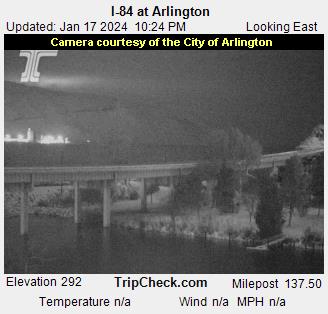 I-84 at Arlington
Updated: Jan 17 2024 10:24 PM Looking East
Camera courtesy of the City of Arlington
Elevation 292 TripCheck.com Milepost 137.50
Temperature n/a Wind n/a MPH n/a